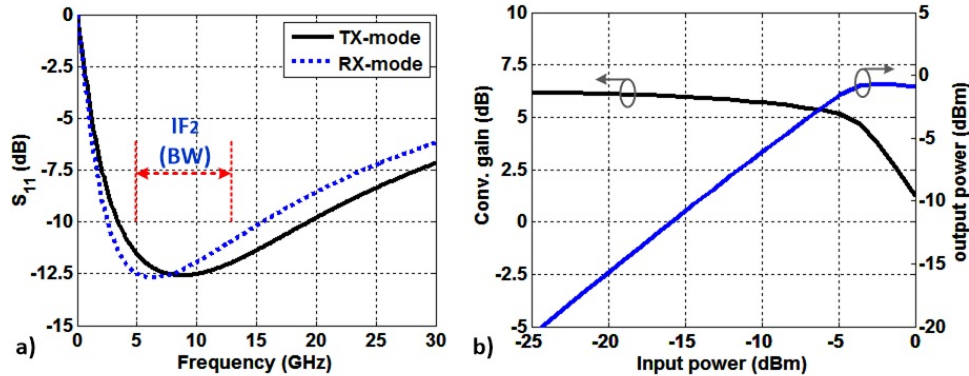 0
-2.5
-5
-7.5
-10
-12.5
-15
S11 (dB)
TX-mode
RX-mode
IF2
(BW)
0 5 10 15 20 25 30
Frequency (GHz)
a)
10
7.5
5
2.5
0
-2.5
-5
Conv. gain (dB)
5
0
-5
-10
-15
-20
output power (dBm)
-25 -20 -15 -10 -5 0
Input power (dBm)
b)